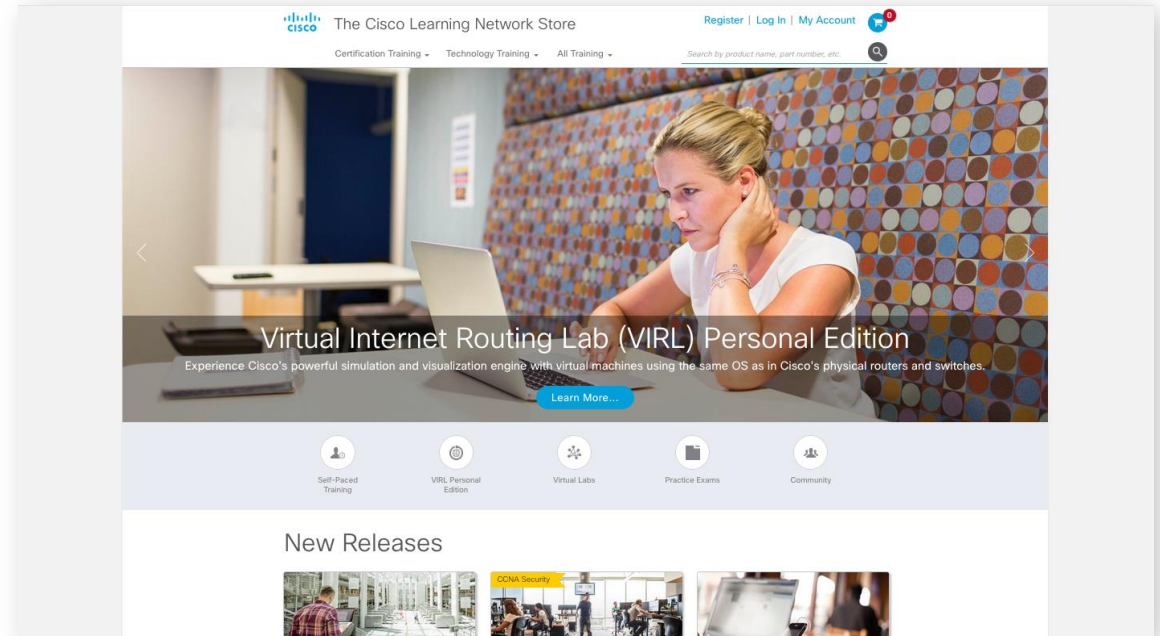 CISCO
The Cisco Learning Network Store
Register | Log In | My Account
0
Certification Training
Technology Training
All Training
Search by product name, part number, etc.
Virtual Internet Routing Lab (VIRL) Personal Edition
Experience Cisco's powerful simulation and visualization engine with virtual machines using the same OS as in Cisco's physical routers and switches.
Learn More...
Self-Paced
Training
VIRL Personal
Edition
Virtual Labs
Practice Exams
Community
New Releases
CCNA Security